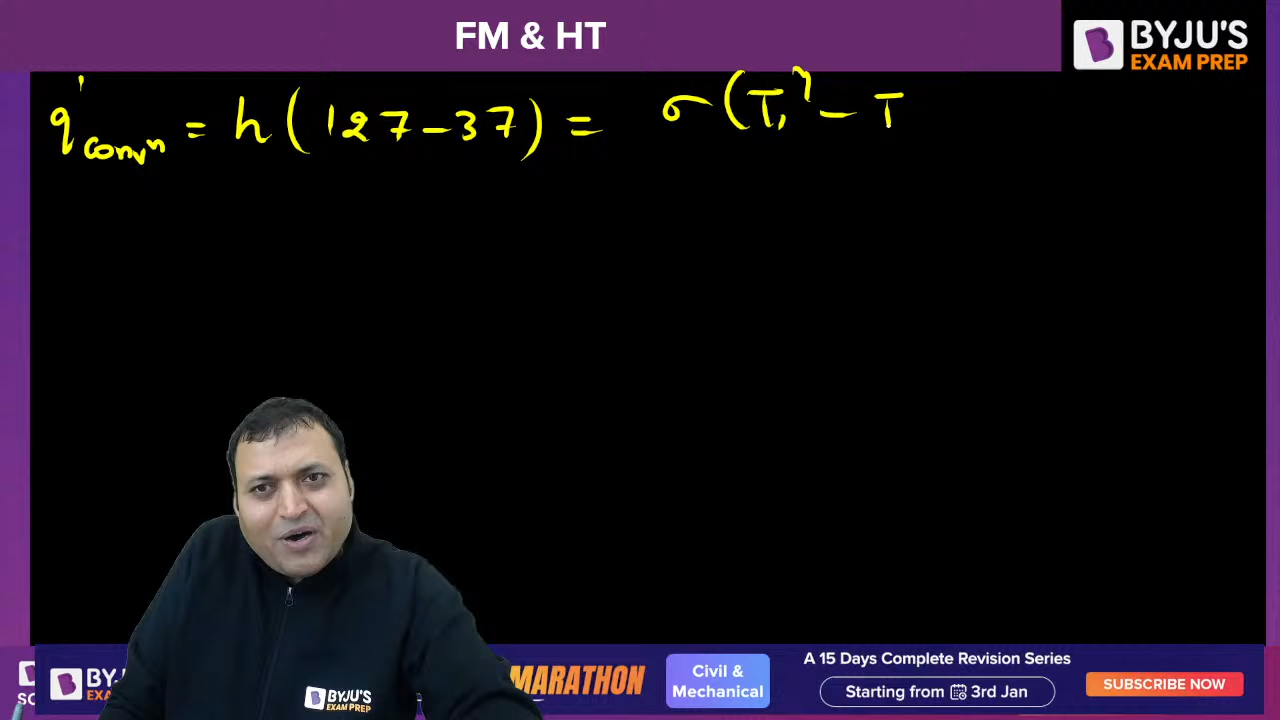 FM & HT
BYJU'S
EXAM PREP
q̇ convⁿ = h(127-37) = σ(T₁⁴ - T
BYJU'S
EXAM PREP
MARATHON
Civil &
Mechanical
A 15 Days Complete Revision Series
Starting from 3rd Jan
SUBSCRIBE NOW